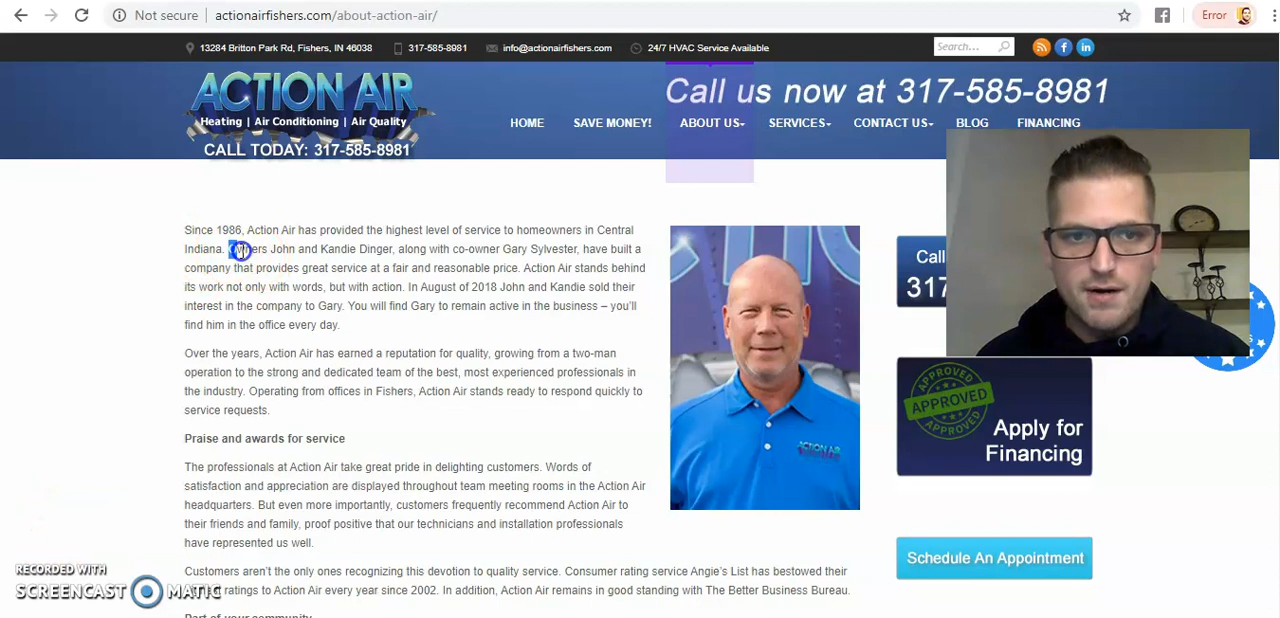 Not secure
actionairfishers.com/about-action-air/
Error
13284 Britton Park Rd, Fishers, IN 46038
317-585-8981
info@actionairfishers.com
24/7 HVAC Service Available
Search...
ACTION AIR
Heating | Air Conditioning | Air Quality
CALL TODAY: 317-585-8981
Call us now at 317-585-8981
HOME
SAVE MONEY!
ABOUT US
SERVICES
CONTACT US
BLOG
FINANCING
Since 1986, Action Air has provided the highest level of service to homeowners in Central
Indiana. Owners John and Kandie Dinger, along with co-owner Gary Sylvester, have built a
company that provides great service at a fair and reasonable price. Action Air stands behind
its work not only with words, but with action. In August of 2018 John and Kandie sold their
interest in the company to Gary. You will find Gary to remain active in the business – you'll
find him in the office every day.
Over the years, Action Air has earned a reputation for quality, growing from a two-man
operation to the strong and dedicated team of the best, most experienced professionals in
the industry. Operating from offices in Fishers, Action Air stands ready to respond quickly to
service requests.
Praise and awards for service
The professionals at Action Air take great pride in delighting customers. Words of
satisfaction and appreciation are displayed throughout team meeting rooms in the Action Air
headquarters. But even more importantly, customers frequently recommend Action Air to
their friends and family, proof positive that our technicians and installation professionals
have represented us well.
Customers aren't the only ones recognizing this devotion to quality service. Consumer rating service Angie's List has bestowed their
ratings to Action Air every year since 2002. In addition, Action Air remains in good standing with The Better Business Bureau.
Part of your community
ACTION AIR
Call
317
APPROVED
APPROVED
APPROVED
Apply for
Financing
Schedule An Appointment
RECORDED WITH
SCREENCAST MATIC